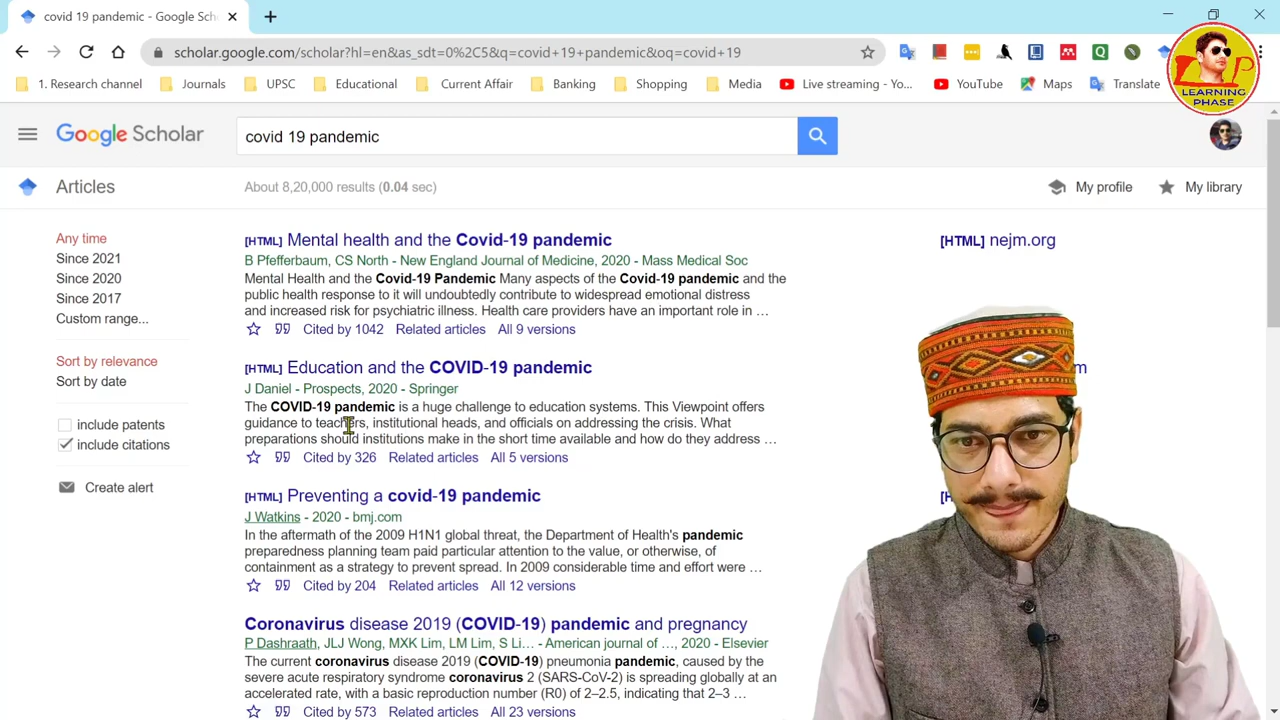 covid 19 pandemic - Google Sch
scholar.google.com/scholar?hl=en&as_sdt=0%2C5&q=covid+19+pandemic&oq=covid+19
1. Research channel Journals UPSC Educational Current Affair Banking Shopping Media Live streaming - Yo... YouTube Maps Translate
LP
LEARNING
PHASE
Google Scholar
covid 19 pandemic
Articles
About 8,20,000 results (0.04 sec)
My profile
My library
Any time
Since 2021
Since 2020
Since 2017
Custom range...
Sort by relevance
Sort by date
include patents
include citations
Create alert
[HTML] Mental health and the Covid-19 pandemic
[HTML] nejm.org
B Pfefferbaum, CS North - New England Journal of Medicine, 2020 - Mass Medical Soc
Mental Health and the Covid-19 Pandemic Many aspects of the Covid-19 pandemic and the
public health response to it will undoubtedly contribute to widespread emotional distress
and increased risk for psychiatric illness. Health care providers have an important role in ...
Cited by 1042 Related articles All 9 versions
[HTML] Education and the COVID-19 pandemic
m
J Daniel - Prospects, 2020 - Springer
The COVID-19 pandemic is a huge challenge to education systems. This Viewpoint offers
guidance to teachers, institutional heads, and officials on addressing the crisis. What
preparations should institutions make in the short time available and how do they address ...
Cited by 326 Related articles All 5 versions
[HTML] Preventing a covid-19 pandemic
J Watkins - 2020 - bmj.com
In the aftermath of the 2009 H1N1 global threat, the Department of Health's pandemic
preparedness planning team paid particular attention to the value, or otherwise, of
containment as a strategy to prevent spread. In 2009 considerable time and effort were ...
Cited by 204 Related articles All 12 versions
Coronavirus disease 2019 (COVID-19) pandemic and pregnancy
P Dashraath, JLJ Wong, MXK Lim, LM Lim, S Li... - American journal of ..., 2020 - Elsevier
The current coronavirus disease 2019 (COVID-19) pneumonia pandemic, caused by the
severe acute respiratory syndrome coronavirus 2 (SARS-CoV-2) is spreading globally at an
accelerated rate, with a basic reproduction number (R0) of 2–2.5, indicating that 2–3 ...
Cited by 573 Related articles All 23 versions